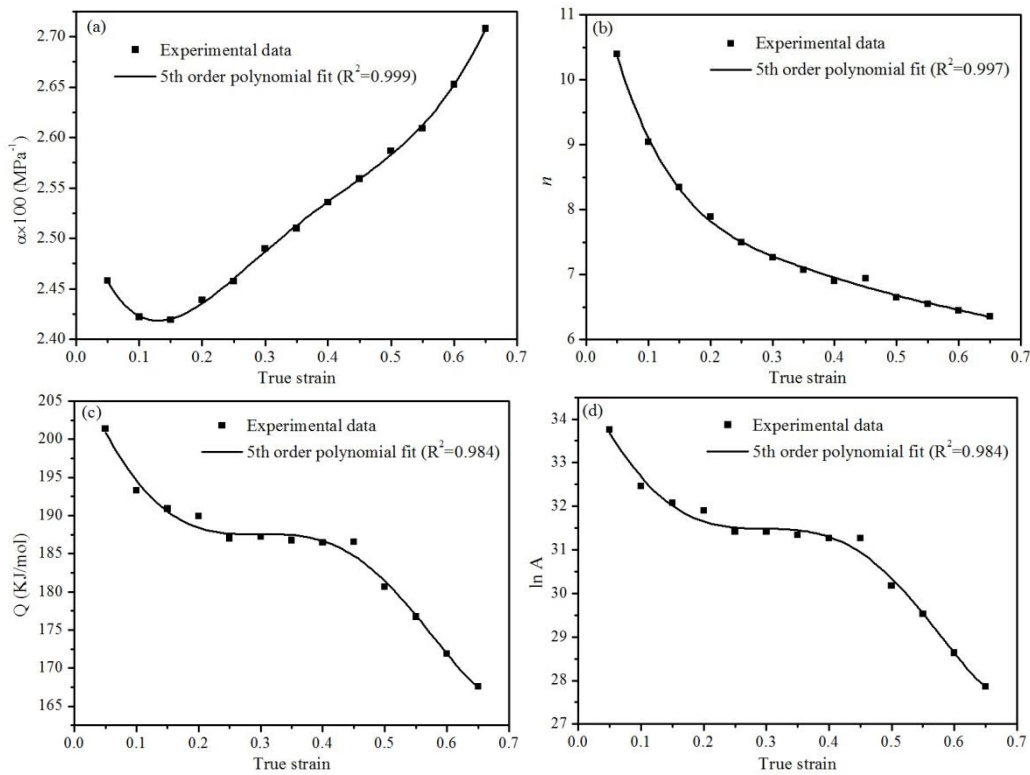 (a)
Experimental data
5th order polynomial fit (R²=0.999)
2.70
2.65
2.60
2.55
2.50
2.45
2.40
α×100 (MPa⁻¹)
0.0 0.1 0.2 0.3 0.4 0.5 0.6 0.7
True strain
(b)
Experimental data
5th order polynomial fit (R²=0.997)
10
9
8
7
6
n
0.0 0.1 0.2 0.3 0.4 0.5 0.6 0.7
True strain
(c)
Experimental data
5th order polynomial fit (R²=0.984)
205
200
195
190
185
180
175
170
165
Q (KJ/mol)
0.0 0.1 0.2 0.3 0.4 0.5 0.6 0.7
True strain
(d)
Experimental data
5th order polynomial fit (R²=0.984)
34
33
32
31
30
29
28
27
ln A
0.0 0.1 0.2 0.3 0.4 0.5 0.6 0.7
True strain